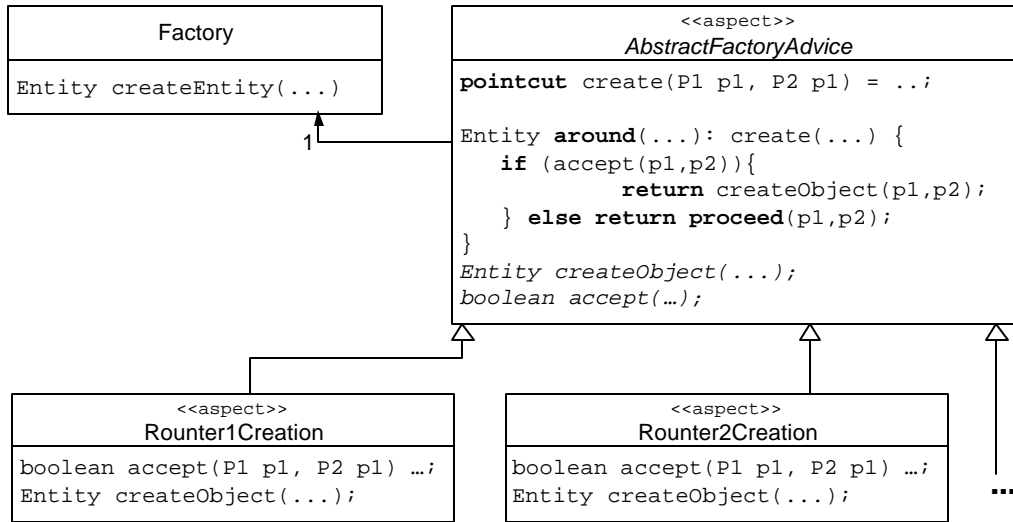 Factory
Entity createEntity(...)
1
<<aspect>>
AbstractFactoryAdvice
pointcut create(P1 p1, P2 p1) = ..;
Entity around(...): create(...) {
if (accept(p1,p2)){
return createObject(p1,p2);
} else return proceed(p1,p2);
}
Entity createObject(...);
boolean accept(…);
<<aspect>>
Rounter1Creation
boolean accept(P1 p1, P2 p1) …;
Entity createObject(...);
<<aspect>>
Rounter2Creation
boolean accept(P1 p1, P2 p1) …;
Entity createObject(...);
...